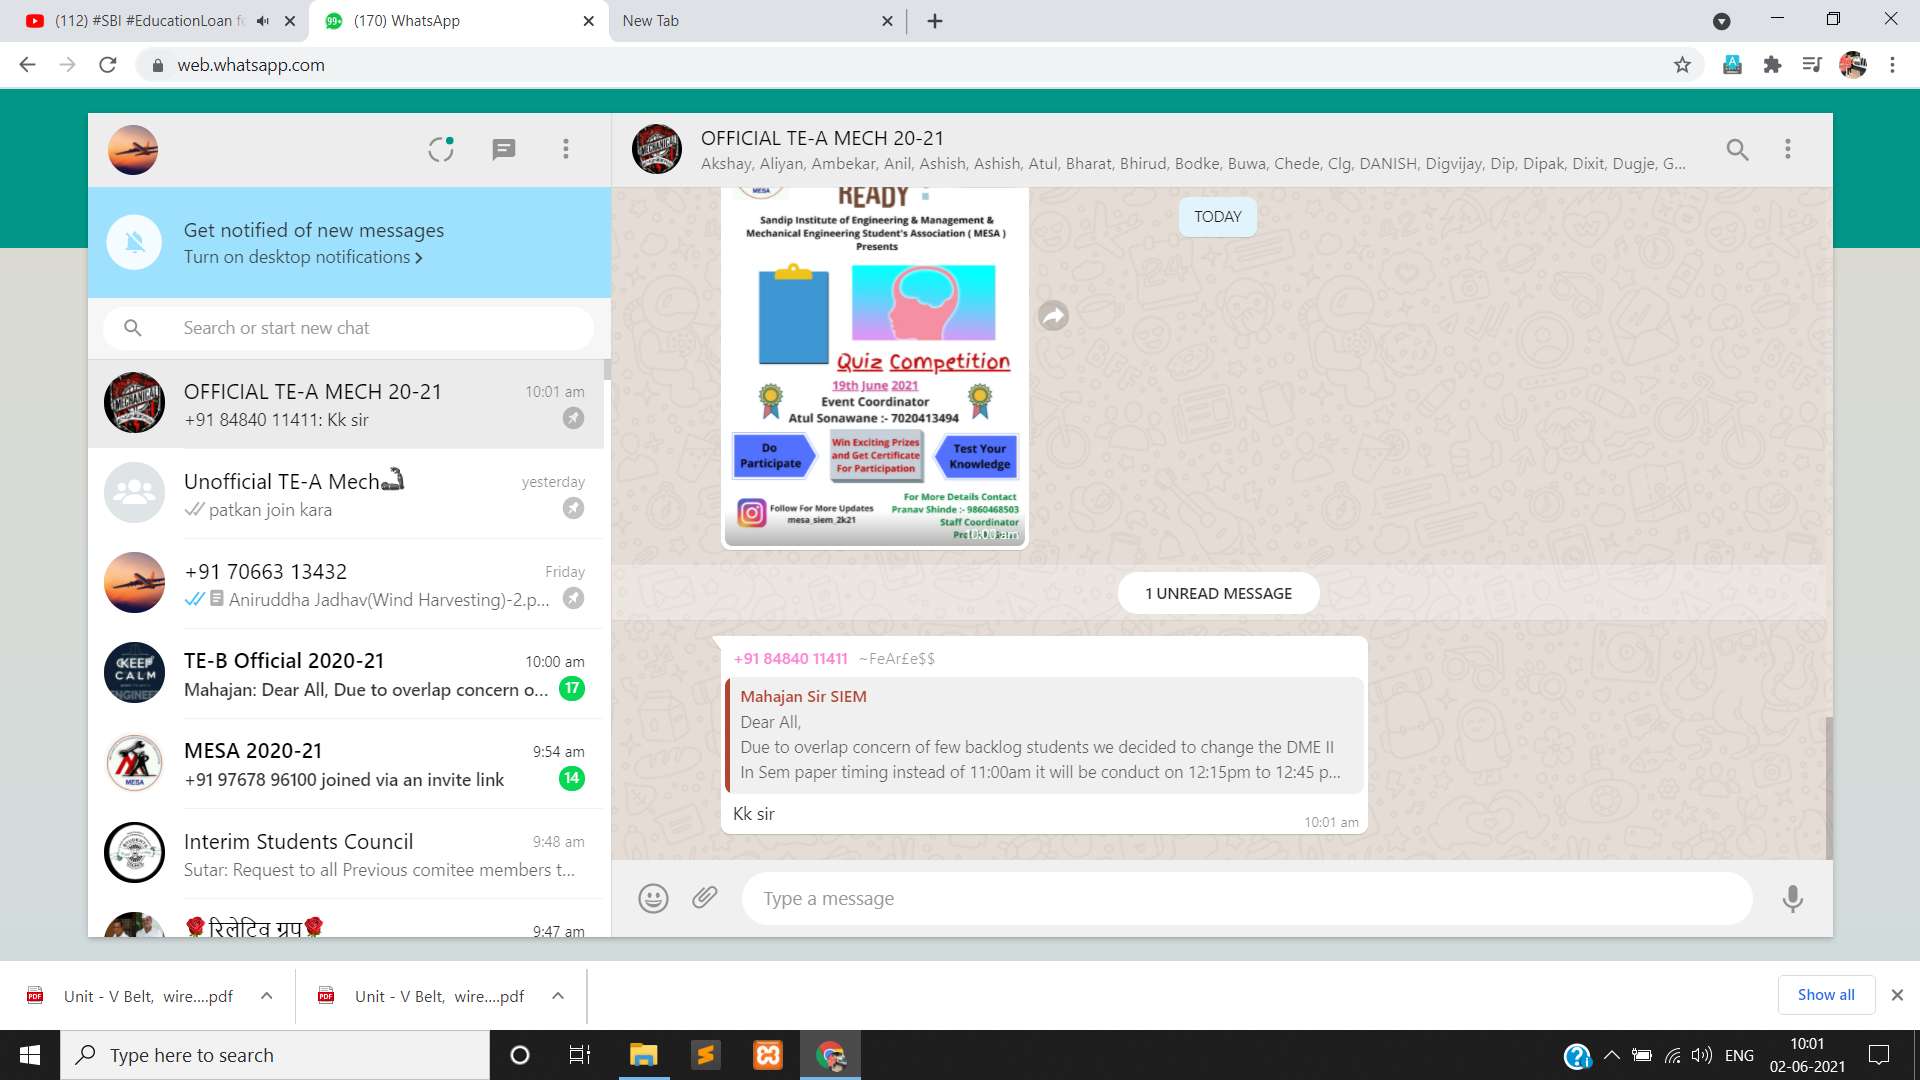 (112) #SBI #EducationLoan f
(170) WhatsApp
New Tab
web.whatsapp.com
OFFICIAL TE-A MECH 20-21
Akshay, Aliyan, Ambekar, Anil, Ashish, Ashish, Atul, Bharat, Bhirud, Bodke, Buwa, Chede, Clg, DANISH, Digvijay, Dip, Dipak, Dixit, Dugje, G...
Get notified of new messages
Turn on desktop notifications
Search or start new chat
OFFICIAL TE-A MECH 20-21
10:01 am
+91 84840 11411: Kk sir
Unofficial TE-A Mech
yesterday
patkan join kara
+91 70663 13432
Friday
Aniruddha Jadhav(Wind Harvesting)-2.p...
KEEP
CALM
ENGINEE
TE-B Official 2020-21
10:00 am
Mahajan: Dear All, Due to overlap concern o...
17
MESA
MESA 2020-21
9:54 am
+91 97678 96100 joined via an invite link
14
Interim Students Council
9:48 am
Sutar: Request to all Previous comitee members t...
🌹रिलेटिव ग्रुप🌹
9:47 am
TODAY
MESA
READY !
Sandip Institute of Engineering & Management &
Mechanical Engineering Student's Association ( MESA )
Presents
Quiz Competition
19th June 2021
Event Coordinator
Atul Sonawane :- 7020413494
Do
Participate
Win Exciting Prizes
and Get Certificate
For Participation
Test Your
Knowledge
Follow For More Updates
mesa_siem_2k21
For More Details Contact
Pranav Shinde :- 9860468503
Staff Coordinator
10:00 am
1 UNREAD MESSAGE
+91 84840 11411 ~FeAr£e$$
Mahajan Sir SIEM
Dear All,
Due to overlap concern of few backlog students we decided to change the DME II
In Sem paper timing instead of 11:00am it will be conduct on 12:15pm to 12:45 p...
Kk sir
10:01 am
Type a message
Unit - V Belt, wire....pdf
Unit - V Belt, wire....pdf
Show all
Type here to search
ENG
10:01
02-06-2021